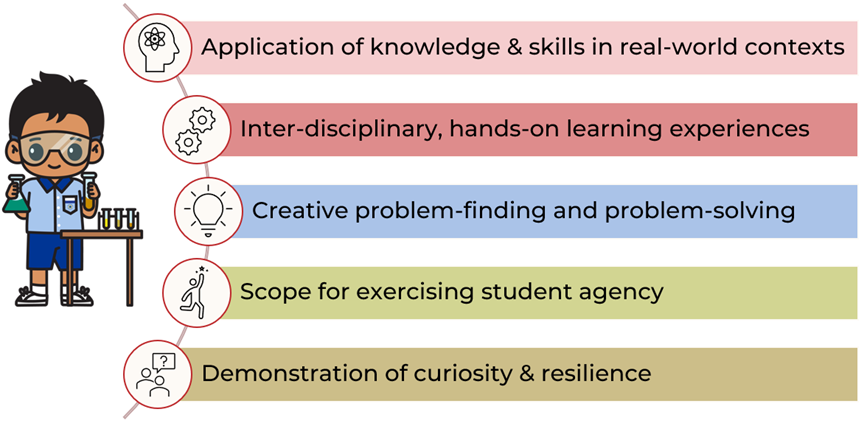 Application of knowledge & skills in real-world contexts
Inter-disciplinary, hands-on learning experiences
Creative problem-finding and problem-solving
Scope for exercising student agency
?
Demonstration of curiosity & resilience